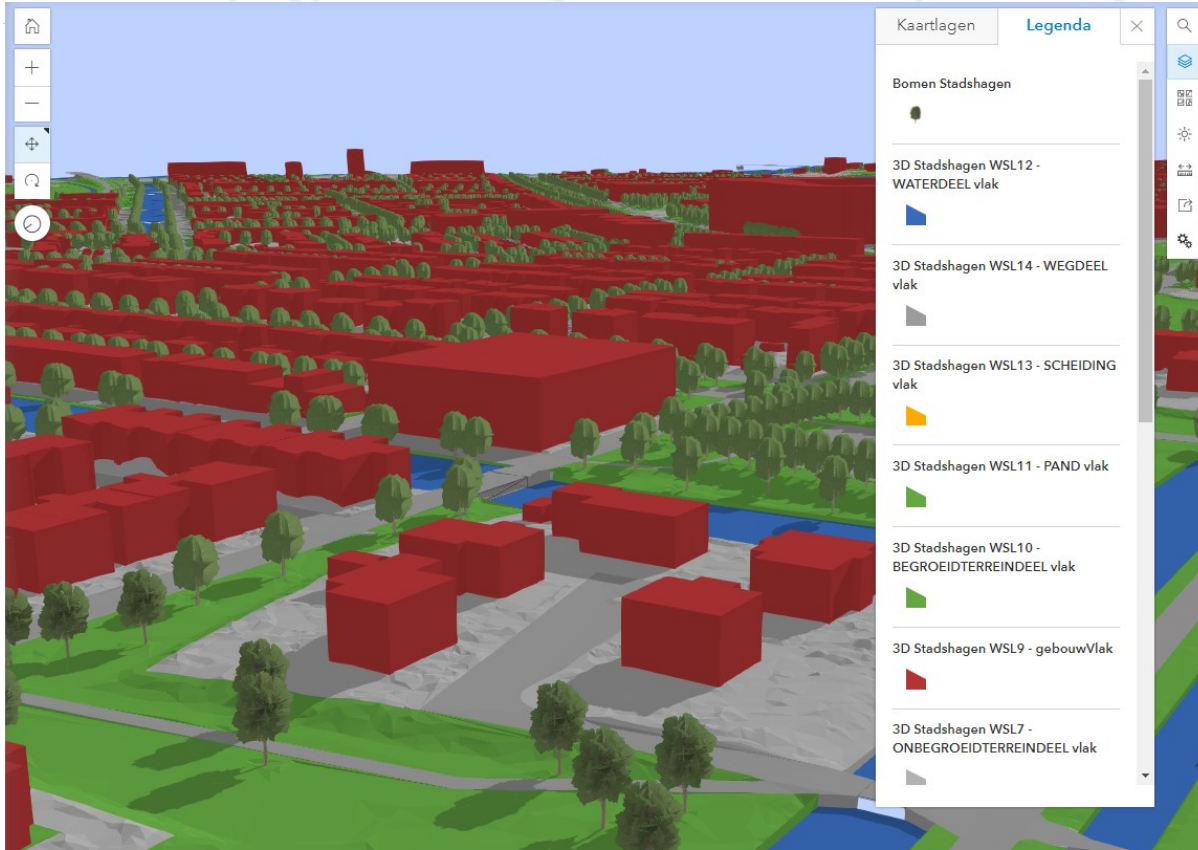 Kaartlagen
Legenda
Bomen Stadshagen
3D Stadshagen WSL12 -
WATERDEEL vlak
3D Stadshagen WSL14 - WEGDEEL
vlak
3D Stadshagen WSL13 - SCHEIDING
vlak
3D Stadshagen WSL11 - PAND vlak
3D Stadshagen WSL10 -
BEGROEIDTERREINDEEL vlak
3D Stadshagen WSL9 - gebouwVlak
3D Stadshagen WSL7 -
ONBEGROEIDTERREINDEEL vlak